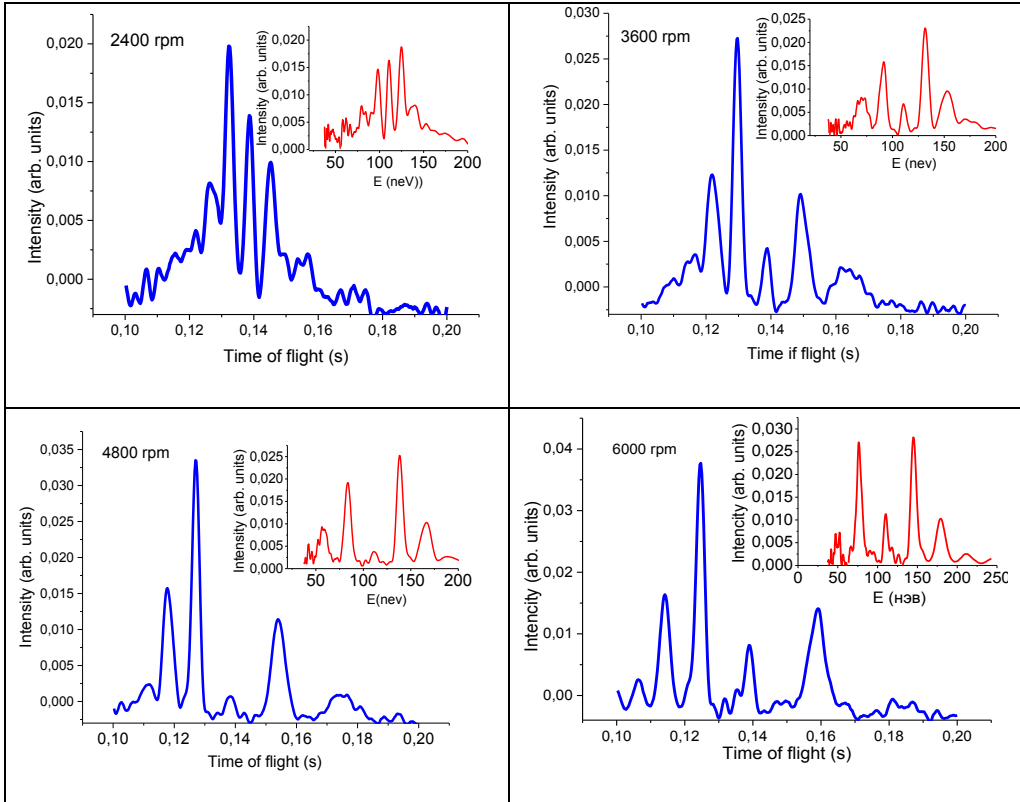 2400 rpm
Intensity (arb. units)
0,020
0,015
0,010
0,005
0,000
0,10 0,12 0,14 0,16 0,18 0,20
Time of flight (s)
Intensity (arb. units)
0,020
0,015
0,010
0,005
0,000
50 100 150 200
E (neV))
3600 rpm
Intensity (arb. units)
0,030
0,025
0,020
0,015
0,010
0,005
0,000
0,10 0,12 0,14 0,16 0,18 0,20
Time if flight (s)
Intensity (arb. units)
0,025
0,020
0,015
0,010
0,005
0,000
50 100 150 200
E (nev)
4800 rpm
Intensity (arb. units)
0,035
0,030
0,025
0,020
0,015
0,010
0,005
0,000
0,10 0,12 0,14 0,16 0,18 0,20
Time of flight (s)
Intensity (arb. units)
0,025
0,020
0,015
0,010
0,005
0,000
50 100 150 200
E(nev)
6000 rpm
Intencity (arb. units)
0,04
0,03
0,02
0,01
0,00
0,10 0,12 0,14 0,16 0,18 0,20
Time of flight (s)
Intencity (arb. units)
0,030
0,025
0,020
0,015
0,010
0,005
0,000
0 50 100 150 200 250
E (нэв)